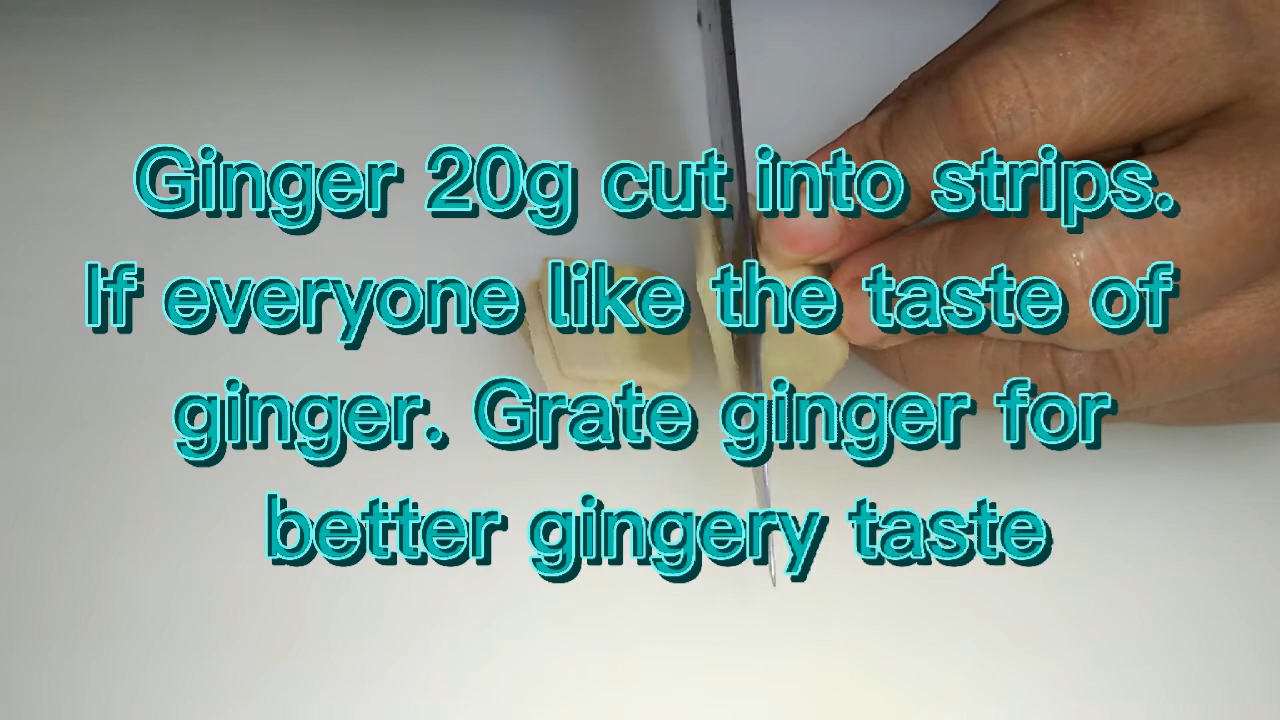 Ginger 20g cut into strips.
If everyone like the taste of
ginger. Grate ginger for
better gingery taste